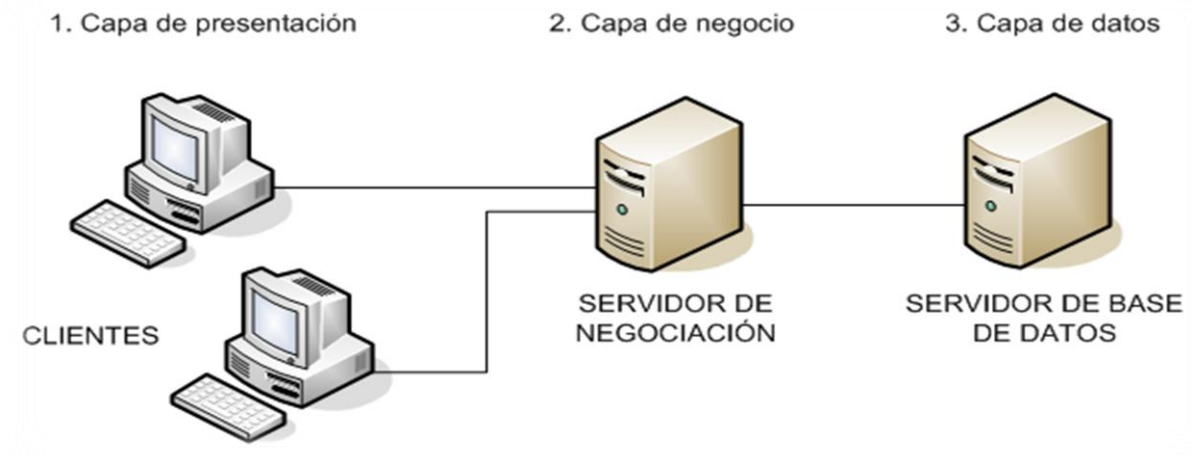 1. Capa de presentación
2. Capa de negocio
3. Capa de datos
CLIENTES
SERVIDOR DE
NEGOCIACIÓN
SERVIDOR DE BASE
DE DATOS